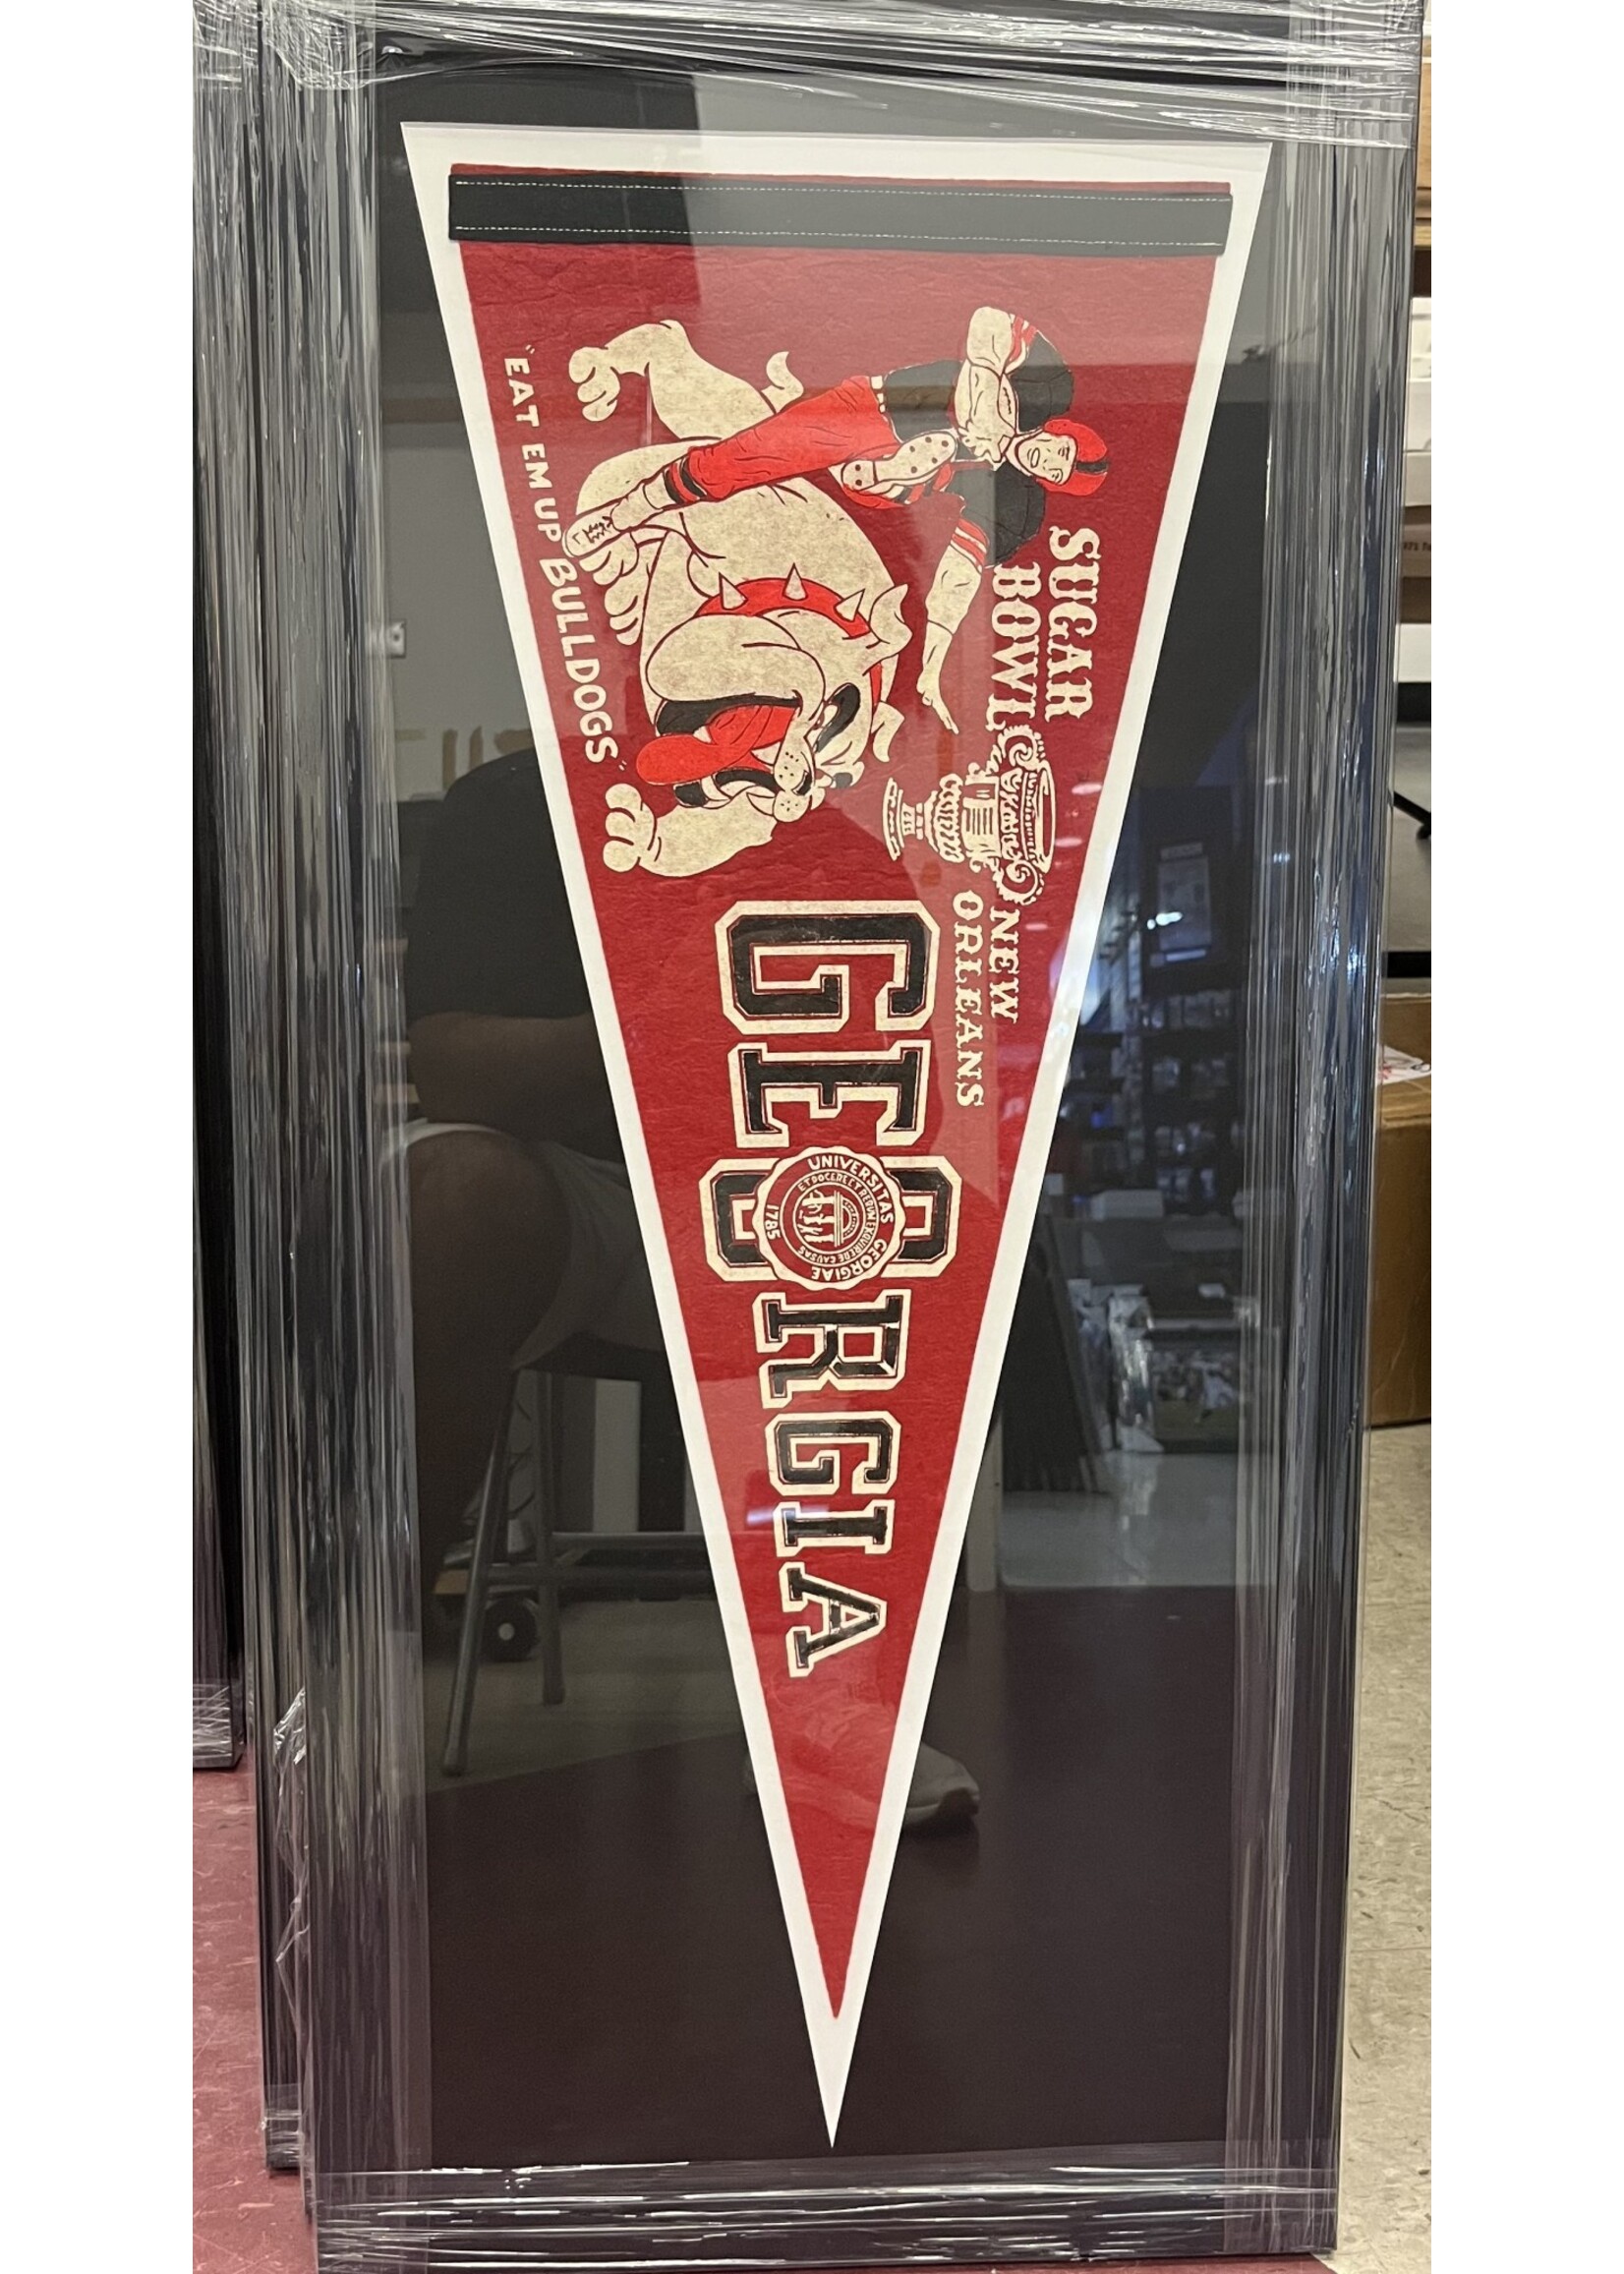 SUGAR
BOWL
NEW
ORLEANS
"EAT EM UP BULLDOGS"
GEORGIA
UNIVERSITAS GEORGIAE
1785